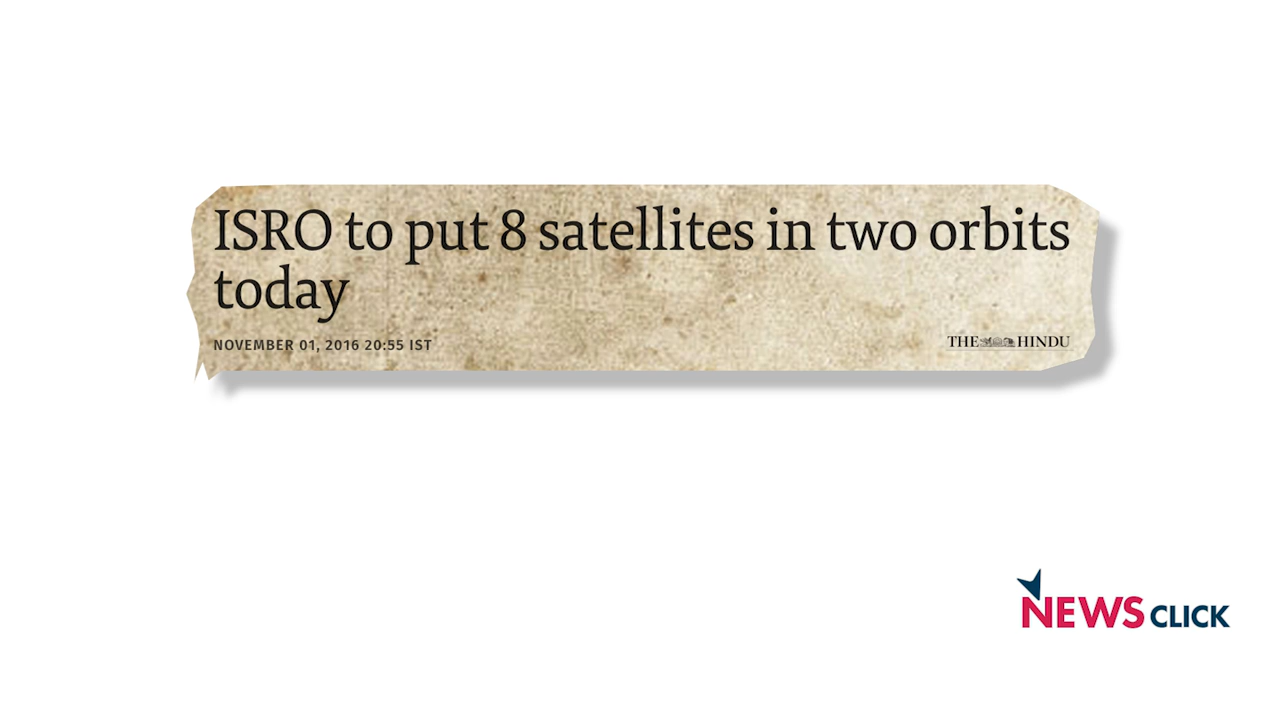 ISRO to put 8 satellites in two orbits
today
NOVEMBER 01, 2016 20:55 IST
THE HINDU
NEWS CLICK